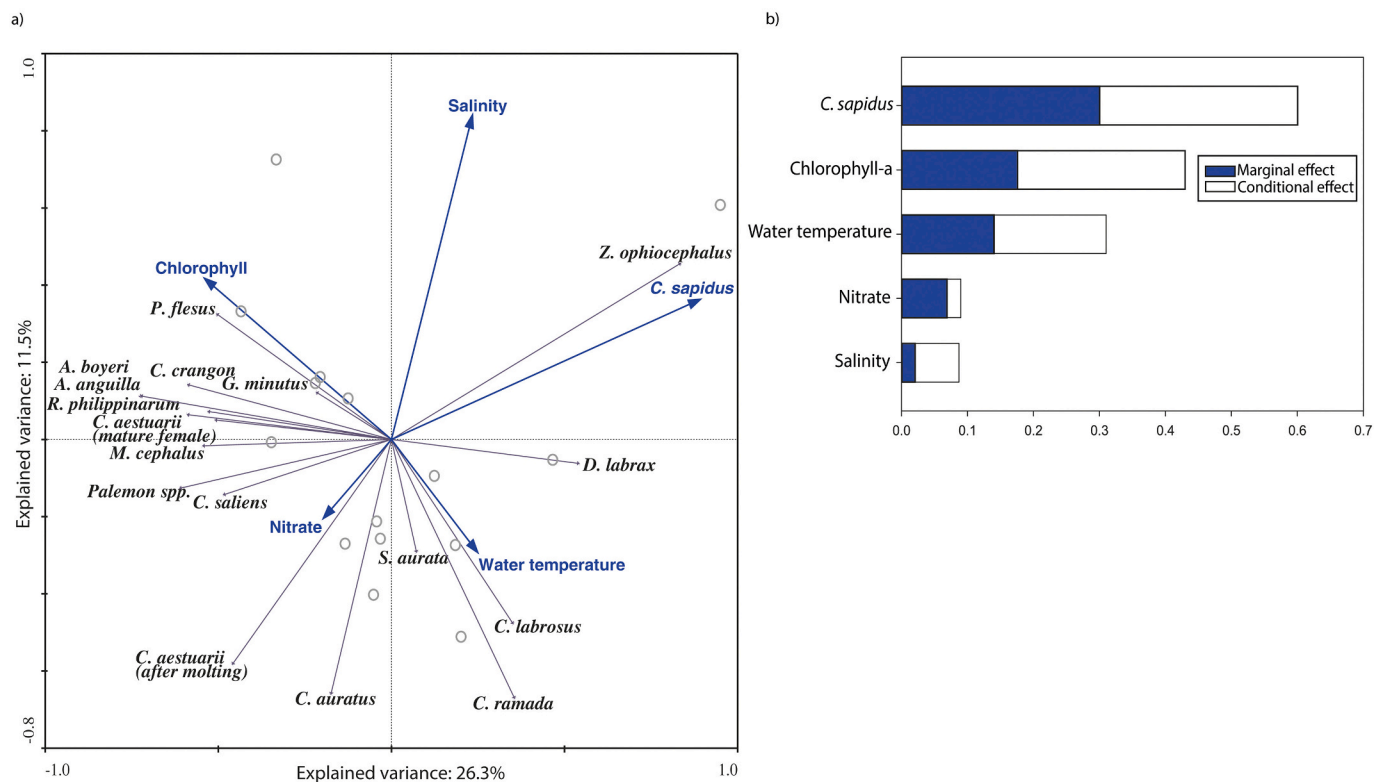 a)
b)
1.0
Salinity
Z. ophiocephalus
Chlorophyll
C. sapidus
P. flesus
A. boyeri
C. crangon
A. anguilla
G. minutus
R. philippinarum
C. aestuarii
(mature female)
M. cephalus
D. labrax
Palemon spp.
C. saliens
Nitrate
S. aurata
Water temperature
C. labrosus
C. aestuarii
(after molting)
C. auratus
C. ramada
Explained variance: 11.5%
-0.8
-1.0
Explained variance: 26.3%
1.0
C. sapidus
Chlorophyll-a
Marginal effect
Conditional effect
Water temperature
Nitrate
Salinity
0.0 0.1 0.2 0.3 0.4 0.5 0.6 0.7